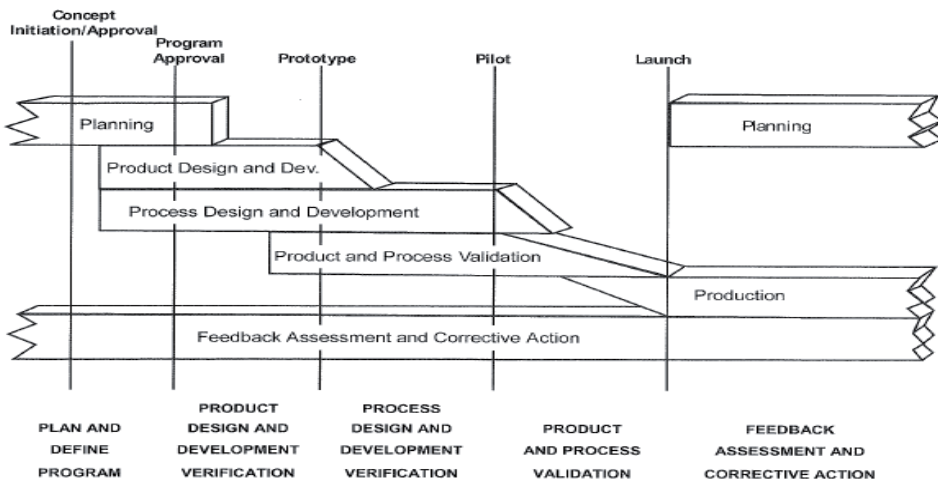 Concept
Initiation/Approval
Program
Approval
Prototype
Pilot
Launch
Planning
Planning
Product Design and Dev.
Process Design and Development
Product and Process Validation
Production
Feedback Assessment and Corrective Action
PLAN AND
DEFINE
PROGRAM
PRODUCT
DESIGN AND
DEVELOPMENT
VERIFICATION
PROCESS
DESIGN AND
DEVELOPMENT
VERIFICATION
PRODUCT
AND PROCESS
VALIDATION
FEEDBACK
ASSESSMENT AND
CORRECTIVE ACTION